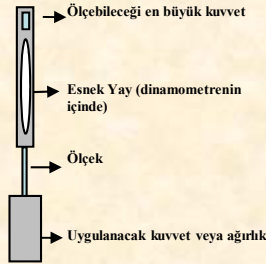 Ölçebileceği en büyük kuvvet
Esnek Yay (dinamometrenin
içinde)
Ölçek
Uygulanacak kuvvet veya ağırlık